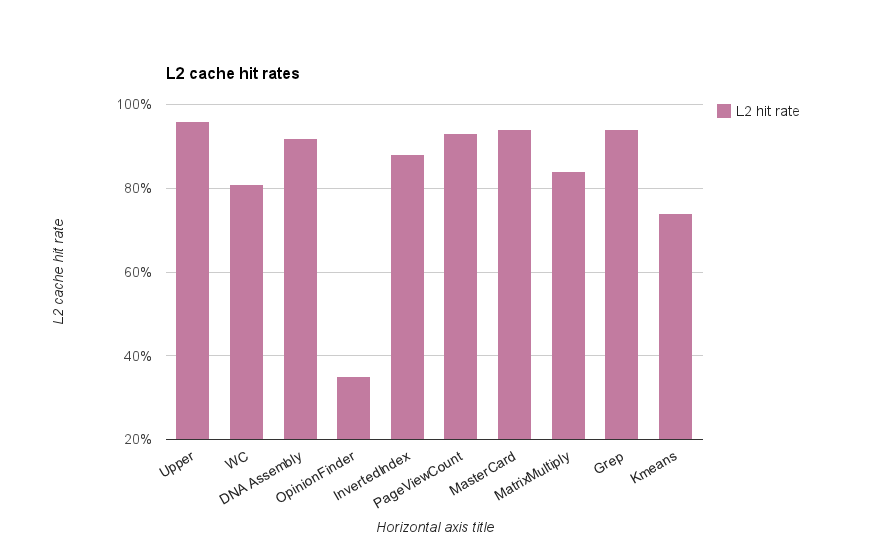 L2 cache hit rates
100%
80%
60%
40%
20%
L2 cache hit rate
L2 hit rate
Upper
WC
DNA Assembly
OpinionFinder
InvertedIndex
PageViewCount
MasterCard
MatrixMultiply
Grep
Kmeans
Horizontal axis title